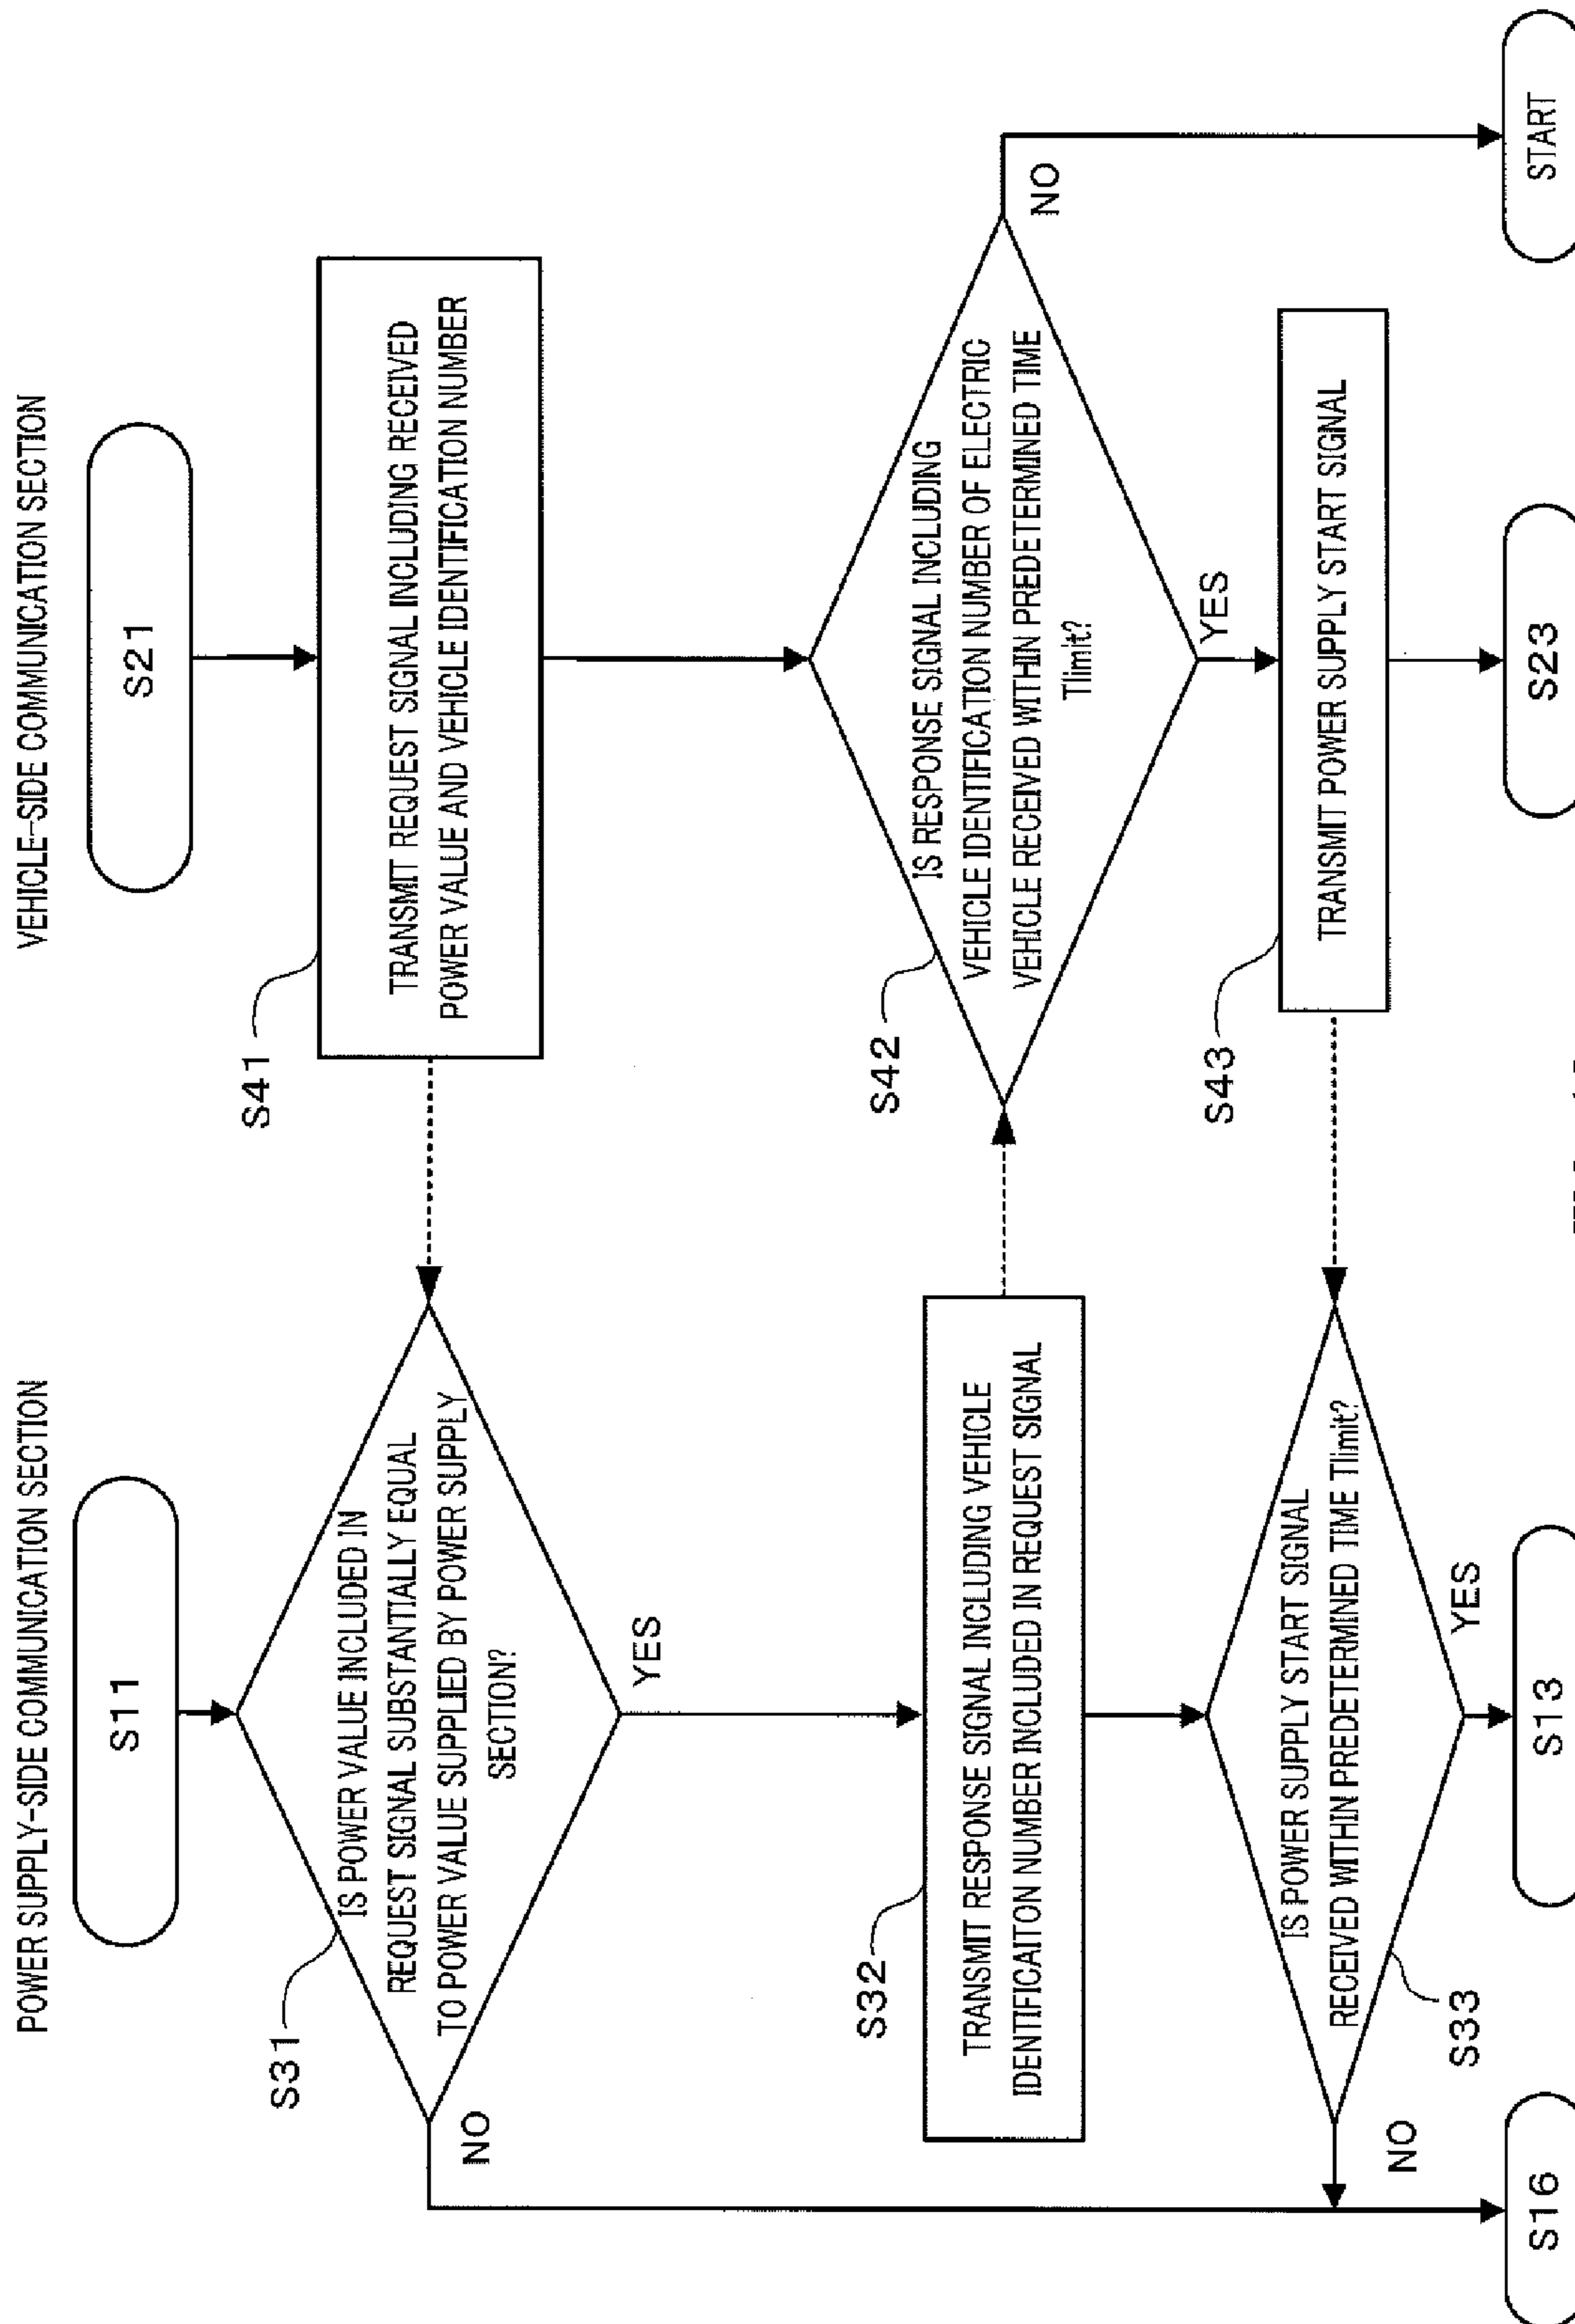 POWER SUPPLY-SIDE COMMUNICATION SECTION
VEHICLE-SIDE COMMUNICATION SECTION
S11
S21
S31
IS POWER VALUE INCLUDED IN
REQUEST SIGNAL SUBSTANTIALLY EQUAL
TO POWER VALUE SUPPLIED BY POWER SUPPLY
SECTION?
NO
YES
S41
TRANSMIT REQUEST SIGNAL INCLUDING RECEIVED
POWER VALUE AND VEHICLE IDENTIFICATION NUMBER
S32
TRANSMIT RESPONSE SIGNAL INCLUDING VEHICLE
IDENTIFICAITON NUMBER INCLUDED IN REQUEST SIGNAL
S42
IS RESPONSE SIGNAL INCLUDING
VEHICLE IDENTIFICATION NUMBER OF ELECTRIC
VEHICLE RECEIVED WITHIN PREDETERMINED TIME
Tlimit?
NO
YES
S33
IS POWER SUPPLY START SIGNAL
RECEIVED WITHIN PREDETERMINED TIME Tlimit?
NO
YES
S43
TRANSMIT POWER SUPPLY START SIGNAL
S16
S13
S23
START